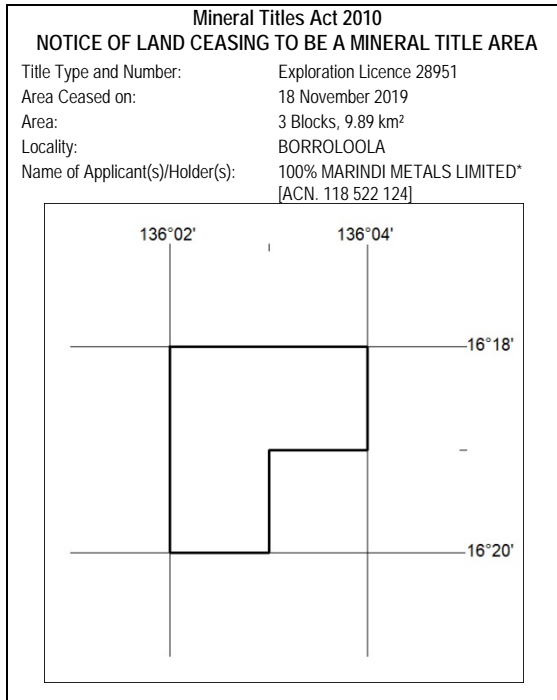 Mineral Titles Act 2010
NOTICE OF LAND CEASING TO BE A MINERAL TITLE AREA
Title Type and Number: Exploration Licence 28951
Area Ceased on: 18 November 2019
Area: 3 Blocks, 9.89 km²
Locality: BORROLOOLA
Name of Applicant(s)/Holder(s): 100% MARINDI METALS LIMITED*
[ACN. 118 522 124]
136°02' 136°04'
16°18'
16°20'